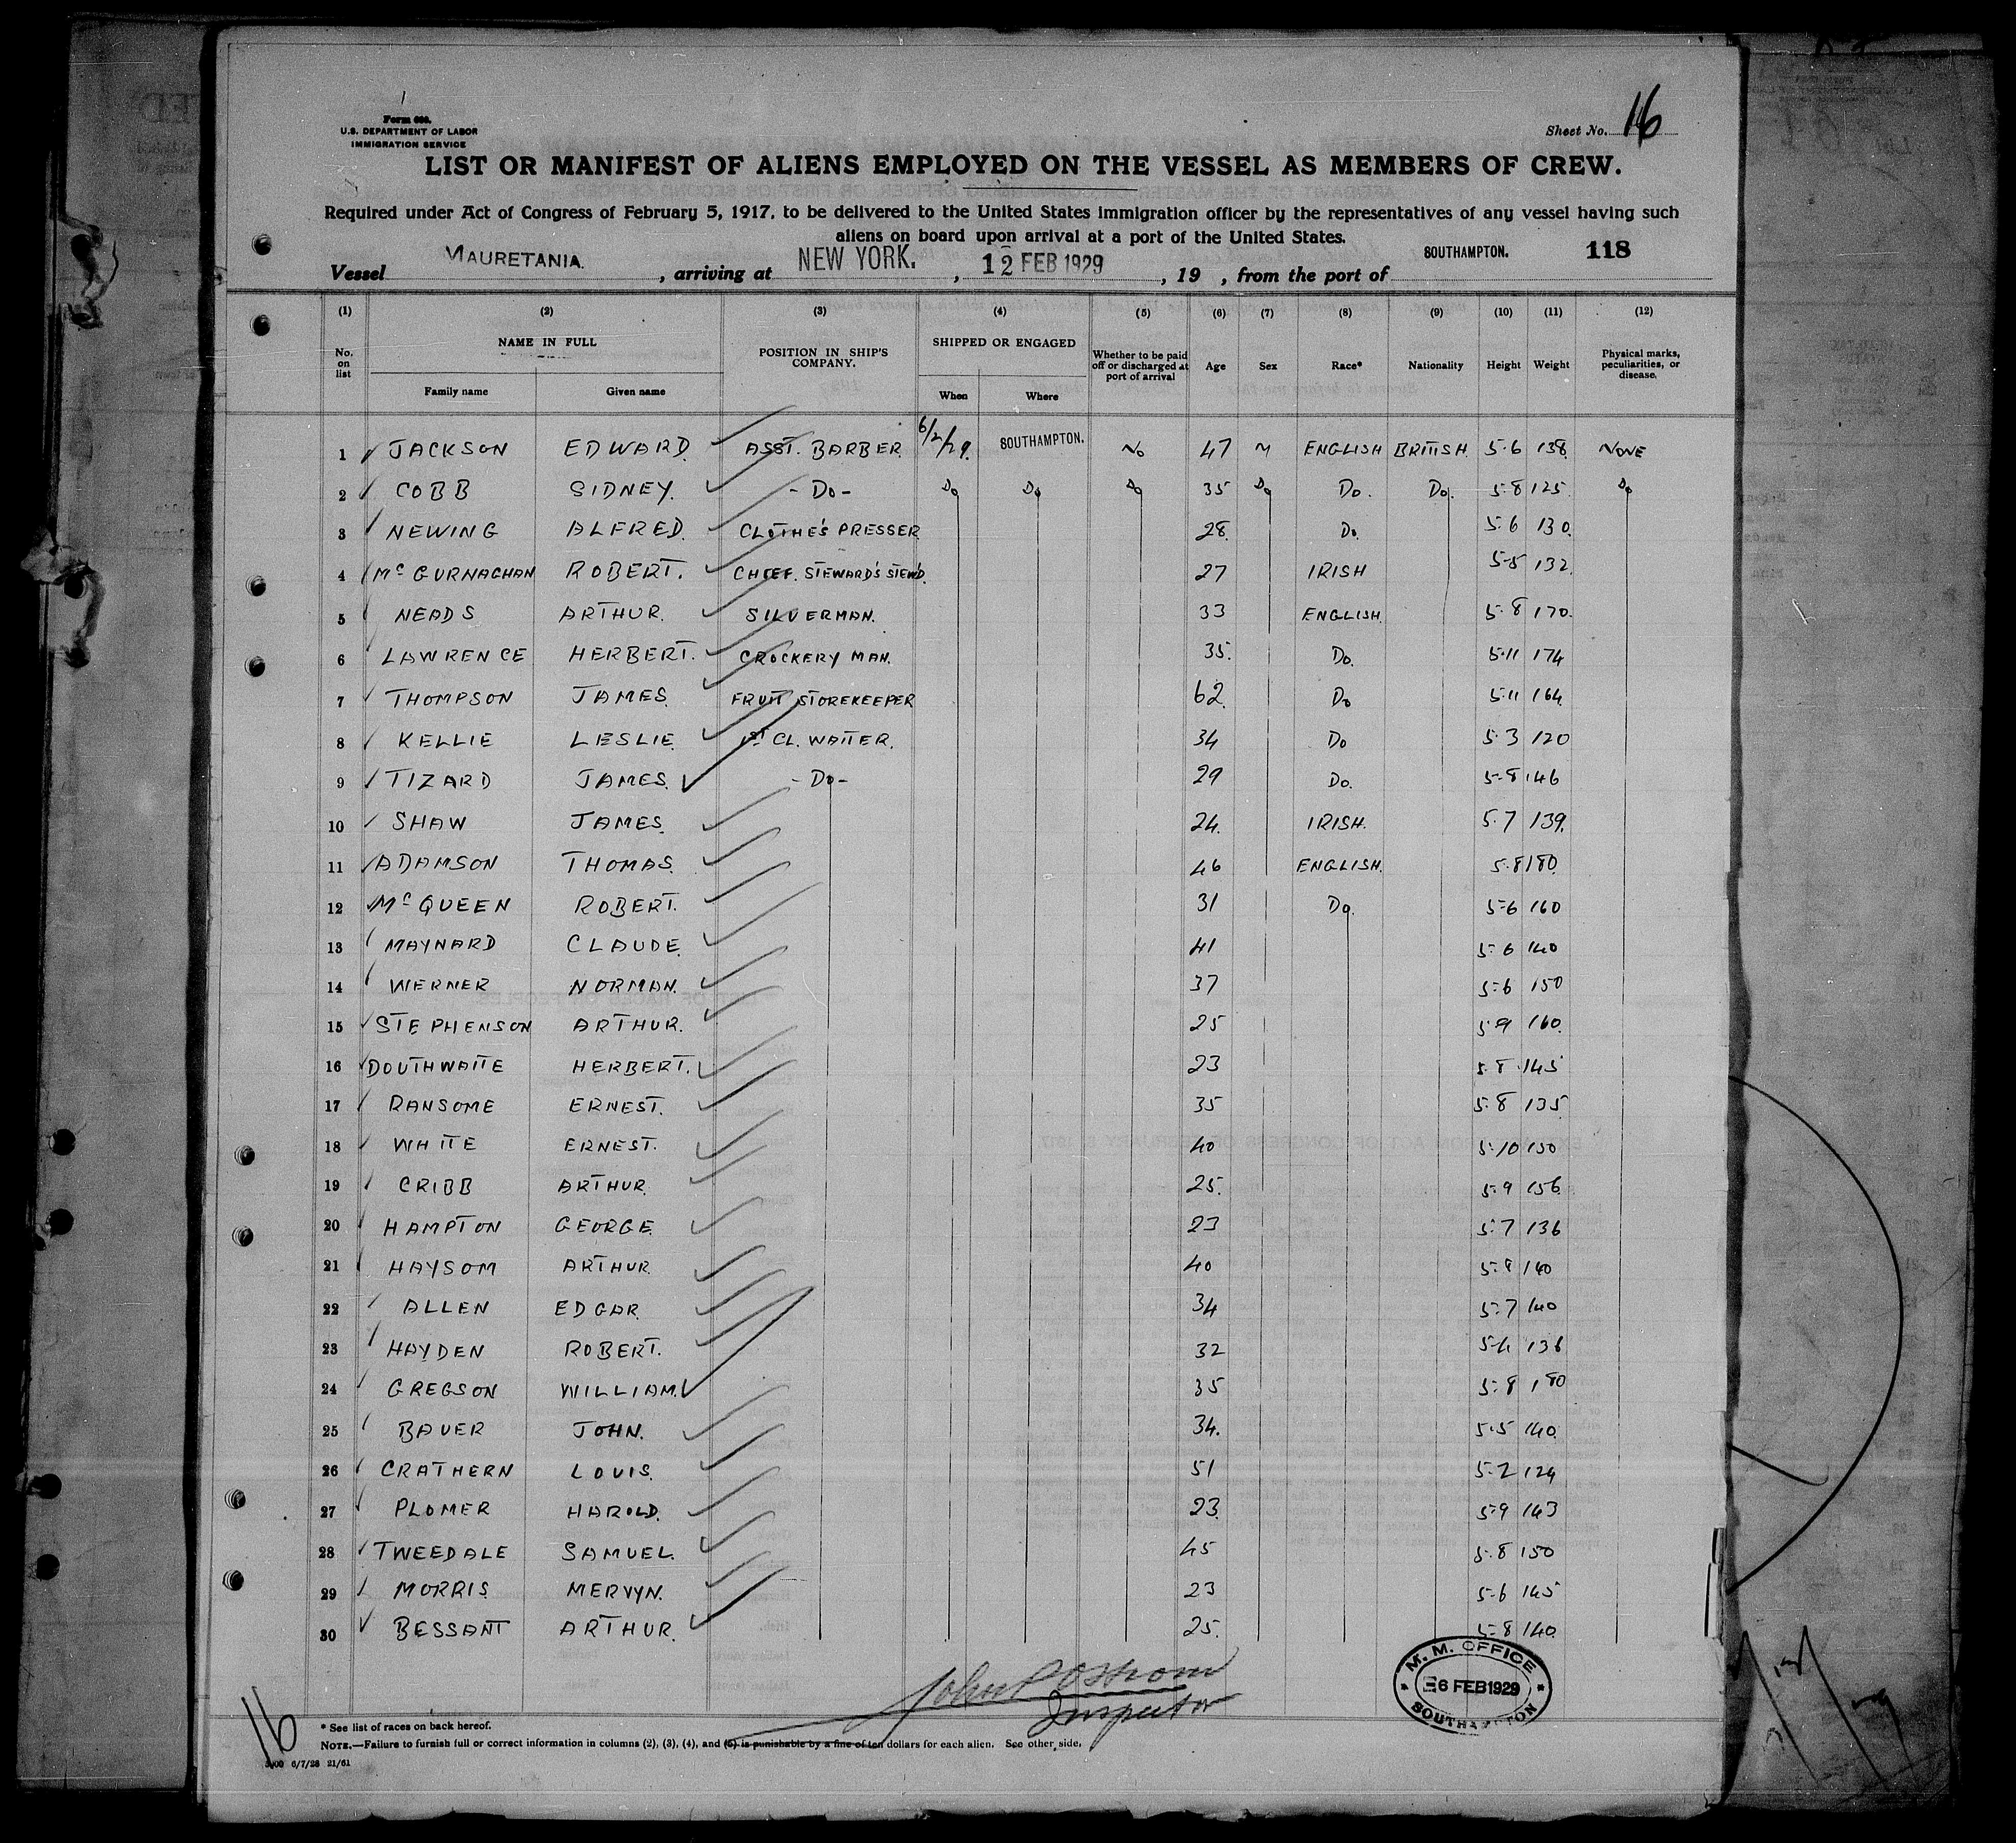 Form 680.
U.S. DEPARTMENT OF LABOR
IMMIGRATION SERVICE
Sheet No. 16
LIST OR MANIFEST OF ALIENS EMPLOYED ON THE VESSEL AS MEMBERS OF CREW.
Required under Act of Congress of February 5, 1917, to be delivered to the United States immigration officer by the representatives of any vessel having such
aliens on board upon arrival at a port of the United States.
Vessel MAURETANIA. , arriving at NEW YORK. , 12 FEB 1929 , 19 , from the port of SOUTHAMPTON. 118
(1) (2) (3) (4) (5) (6) (7) (8) (9) (10) (11) (12)
No. on list NAME IN FULL POSITION IN SHIP'S COMPANY. SHIPPED OR ENGAGED Whether to be paid off or discharged at port of arrival Age Sex Race* Nationality Height Weight Physical marks, peculiarities, or disease.
Family name Given name When Where
1 JACKSON EDWARD. ASST. BARBER. 6/2/29. SOUTHAMPTON. No 47 M ENGLISH BRITISH. 5-6 138. NONE
2 COBB SIDNEY. - Do - Do Do Do 35 Do Do. Do. 5-8 125. Do
3 NEWING ALFRED. CLOTHE'S PRESSER 28. Do. 5-6 130.
4 McGURNAGHAN ROBERT. CHIEF. STEWARD'S STEWD. 27 IRISH 5-5 132.
5 NEADS ARTHUR. SILVERMAN. 33 ENGLISH. 5-8 170.
6 LAWRENCE HERBERT. CROCKERY MAN. 35. Do. 5-11 174
7 THOMPSON JAMES. FRUIT STOREKEEPER 62. Do 5-11 164.
8 KELLIE LESLIE. 1ST CL. WAITER. 34 Do 5-3 120
9 TIZARD JAMES. - Do - 29 Do. 5-8 146
10 SHAW JAMES. 24. IRISH. 5-7 139.
11 ADAMSON THOMAS. 46 ENGLISH. 5-8 180.
12 McQUEEN ROBERT. 31 Do. 5-6 160
13 MAYNARD CLAUDE. 41 5-6 140
14 WERNER NORMAN. 37 5-6 150
15 STEPHENSON ARTHUR. 25 5-9 160.
16 DOUTHWAITE HERBERT. 23 5-8 145
17 RANSOME ERNEST. 35 5-8 135
18 WHITE ERNEST. 40 5-10 150
19 CRIBB ARTHUR. 25. 5-9 156
20 HAMPTON GEORGE. 23 5-7 136
21 HAYSOM ARTHUR. 40
22 ALLEN EDGAR. 34 5-7 140
23 HAYDEN ROBERT. 32 136
24 GREGSON WILLIAM. 35 5-8 180
25 BAUER JOHN. 34. 5-5 140.
26 CRATHERN LOUIS. 51 5-2 124
27 PLOMER HAROLD. 23. 5-9 143
28 TWEEDALE SAMUEL. 45 5-8 150
29 MORRIS MERVYN. 23 5-6 145
30 BESSANT ARTHUR. 25. 5-8 140.
John Ostrom
Inspector
M. M. OFFICE
6 FEB 1929
SOUTHAMPTON
16
* See list of races on back hereof.
NOTE.—Failure to furnish full or correct information in columns (2), (3), (4), and (5) is punishable by a fine of ten dollars for each alien. See other side.
6/7/28 21/61